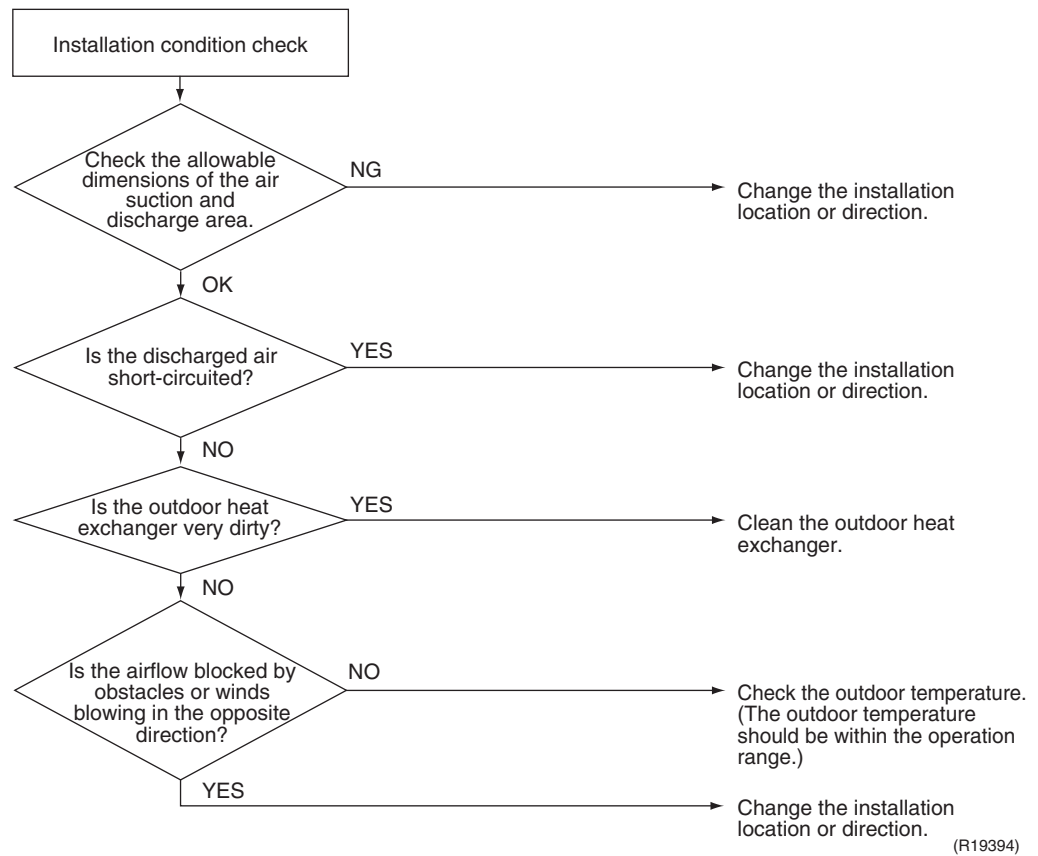 Installation condition check
Check the allowable
dimensions of the air
suction and
discharge area.
NG
Change the installation
location or direction.
OK
Is the discharged air
short-circuited?
YES
Change the installation
location or direction.
NO
Is the outdoor heat
exchanger very dirty?
YES
Clean the outdoor heat
exchanger.
NO
Is the airflow blocked by
obstacles or winds
blowing in the opposite
direction?
NO
Check the outdoor temperature.
(The outdoor temperature
should be within the operation
range.)
YES
Change the installation
location or direction.
(R19394)